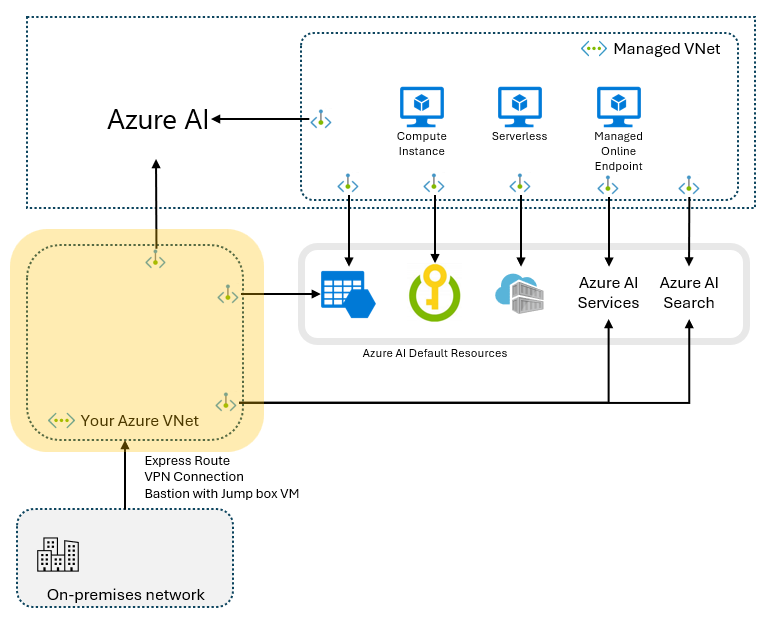 Managed VNet
Azure AI
Compute
Instance
Serverless
Managed
Online
Endpoint
Azure AI
Services
Azure AI
Search
Azure AI Default Resources
Your Azure VNet
Express Route
VPN Connection
Bastion with Jump box VM
On-premises network